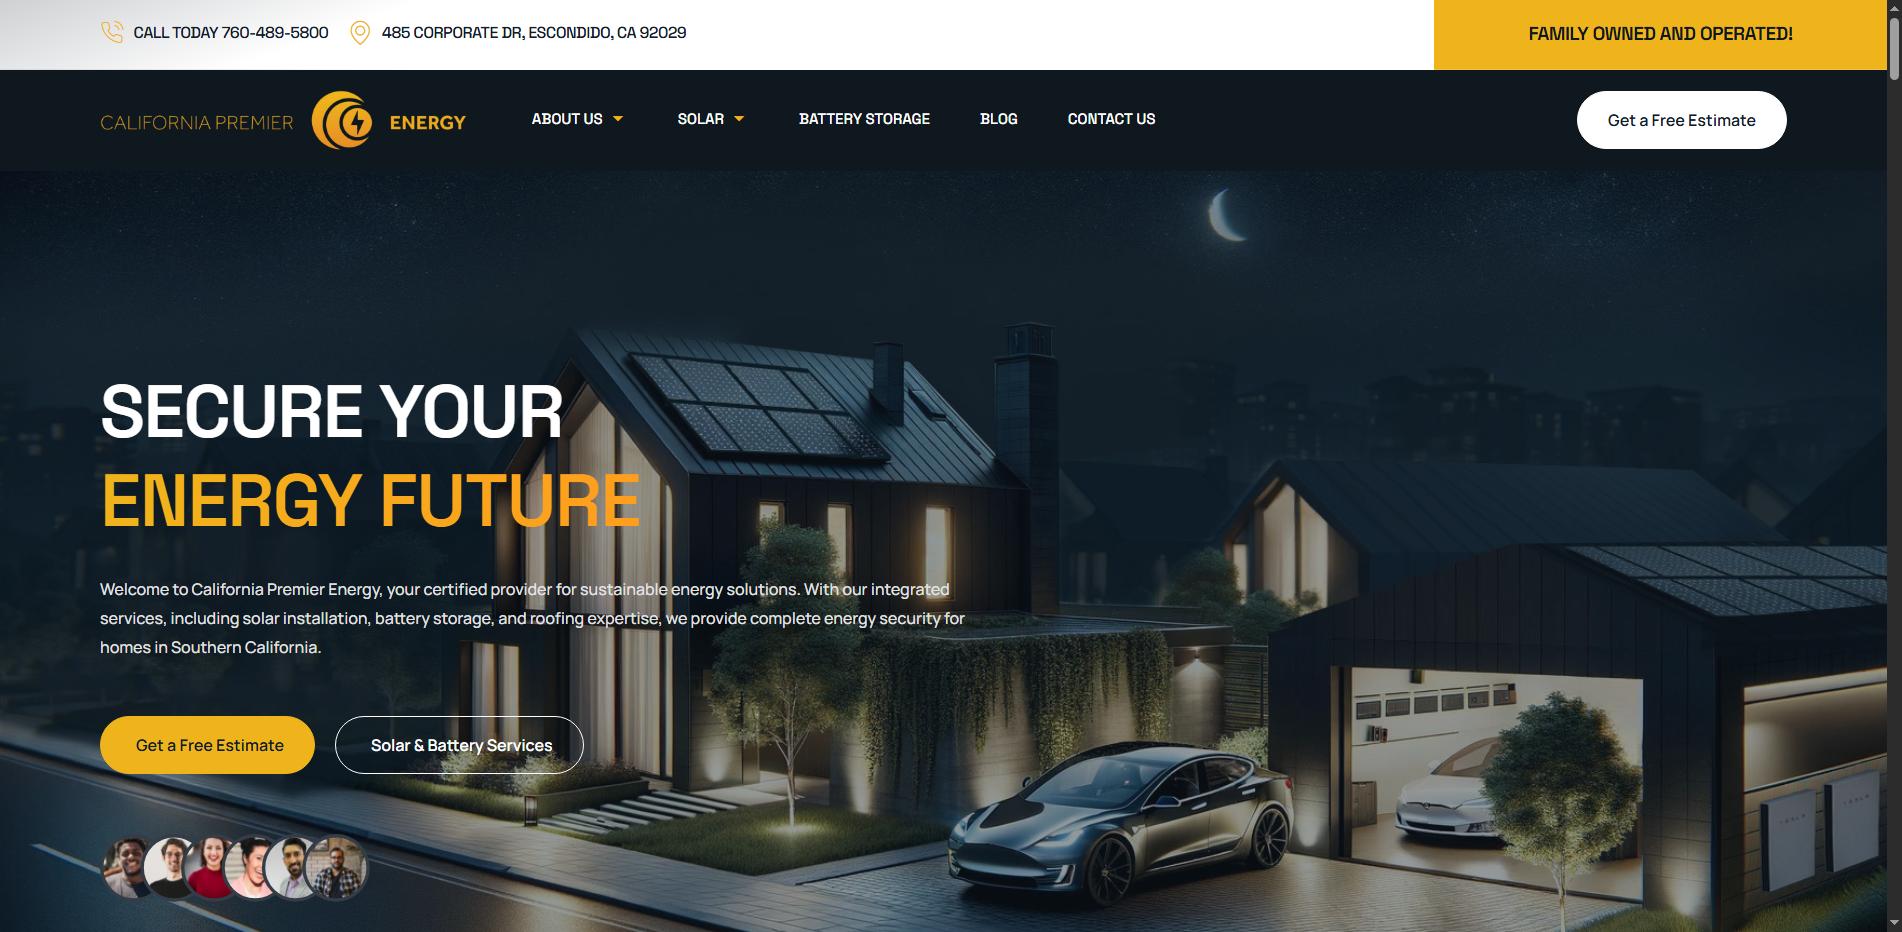 CALL TODAY 760-489-5800
485 CORPORATE DR, ESCONDIDO, CA 92029
FAMILY OWNED AND OPERATED!
CALIFORNIA PREMIER ENERGY
ABOUT US
SOLAR
BATTERY STORAGE
BLOG
CONTACT US
Get a Free Estimate
SECURE YOUR
ENERGY FUTURE
Welcome to California Premier Energy, your certified provider for sustainable energy solutions. With our integrated
services, including solar installation, battery storage, and roofing expertise, we provide complete energy security for
homes in Southern California.
Get a Free Estimate
Solar & Battery Services
TESLA
TESLA